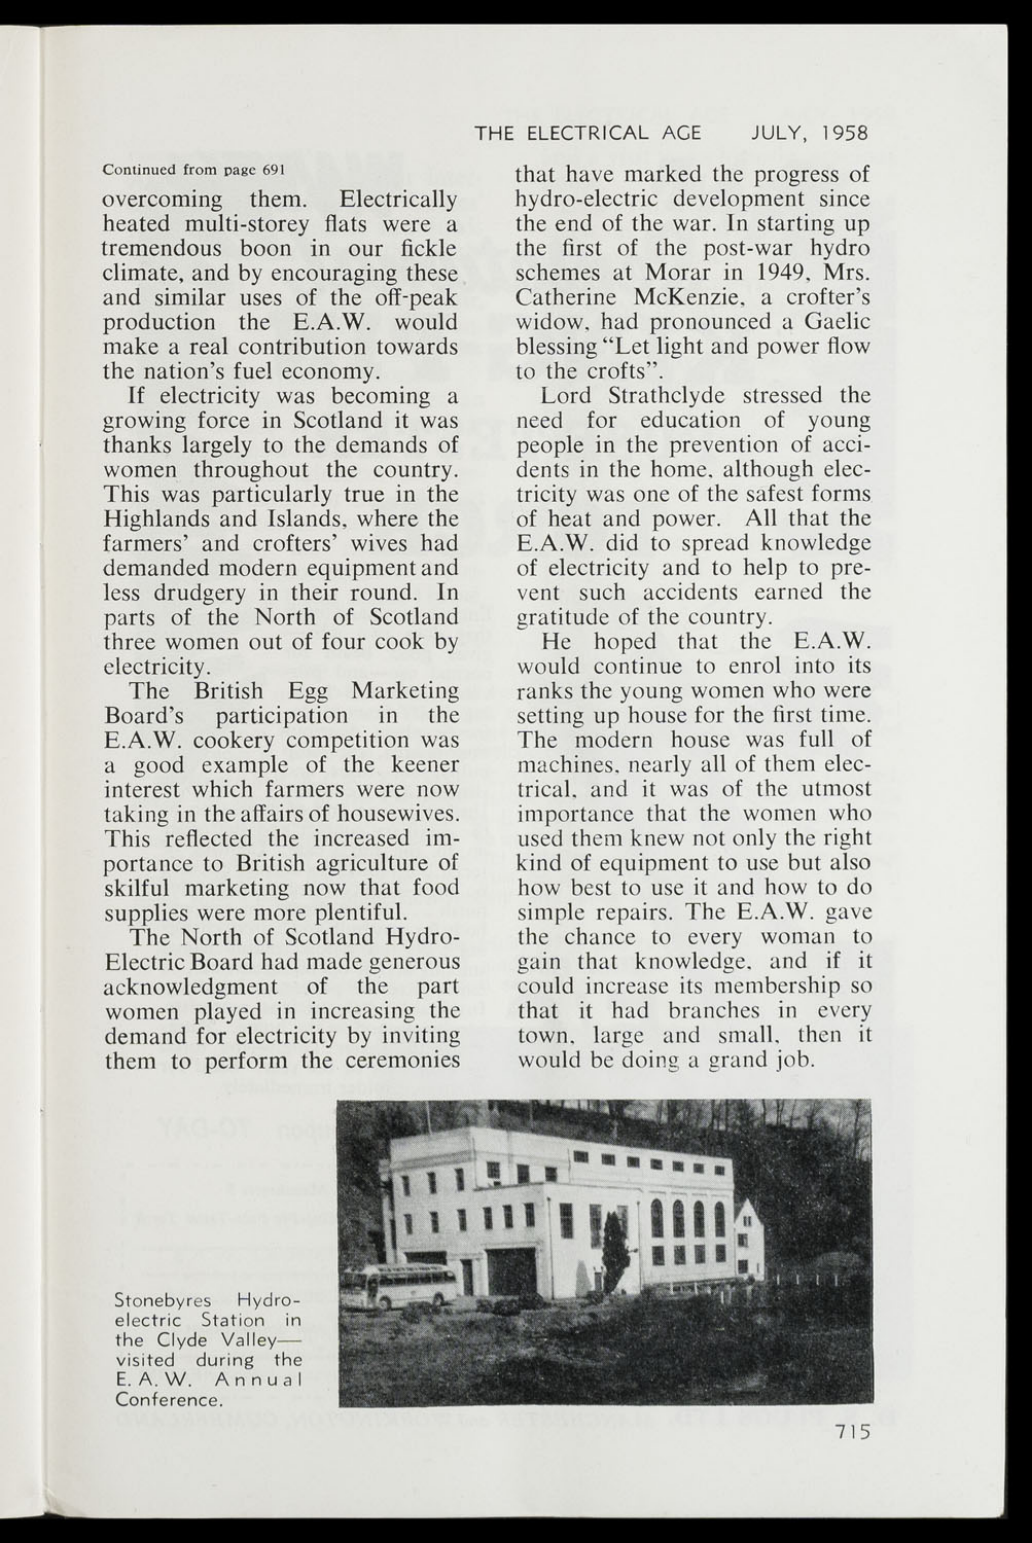 THE ELECTRICAL AGE JULY, 1958
Continued from page 691
overcoming them. Electrically
heated multi-storey flats were a
tremendous boon in our fickle
climate, and by encouraging these
and similar uses of the off-peak
production the E.A.W. would
make a real contribution towards
the nation's fuel economy.
If electricity was becoming a
growing force in Scotland it was
thanks largely to the demands of
women throughout the country.
This was particularly true in the
Highlands and Islands, where the
farmers' and crofters' wives had
demanded modern equipment and
less drudgery in their round. In
parts of the North of Scotland
three women out of four cook by
electricity.
The British Egg Marketing
Board's participation in the
E.A.W. cookery competition was
a good example of the keener
interest which farmers were now
taking in the affairs of housewives.
This reflected the increased im-
portance to British agriculture of
skilful marketing now that food
supplies were more plentiful.
The North of Scotland Hydro-
Electric Board had made generous
acknowledgment of the part
women played in increasing the
demand for electricity by inviting
them to perform the ceremonies
that have marked the progress of
hydro-electric development since
the end of the war. In starting up
the first of the post-war hydro
schemes at Morar in 1949, Mrs.
Catherine McKenzie, a crofter's
widow, had pronounced a Gaelic
blessing "Let light and power flow
to the crofts".
Lord Strathclyde stressed the
need for education of young
people in the prevention of acci-
dents in the home, although elec-
tricity was one of the safest forms
of heat and power. All that the
E.A.W. did to spread knowledge
of electricity and to help to pre-
vent such accidents earned the
gratitude of the country.
He hoped that the E.A.W.
would continue to enrol into its
ranks the young women who were
setting up house for the first time.
The modern house was full of
machines, nearly all of them elec-
trical, and it was of the utmost
importance that the women who
used them knew not only the right
kind of equipment to use but also
how best to use it and how to do
simple repairs. The E.A.W. gave
the chance to every woman to
gain that knowledge, and if it
could increase its membership so
that it had branches in every
town, large and small, then it
would be doing a grand job.
Stonebyres Hydro-
electric Station in
the Clyde Valley—
visited during the
E.A.W. Annual
Conference.
715